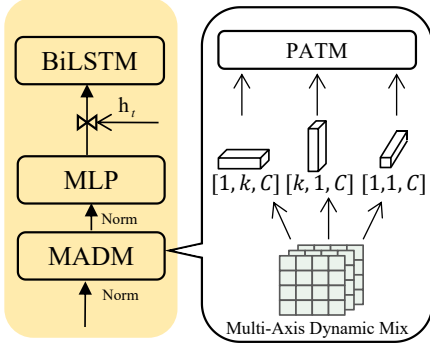 BiLSTM
h_t
MLP
Norm
MADM
Norm
PATM
[1, k, C] [k, 1, C] [1,1, C]
Multi-Axis Dynamic Mix